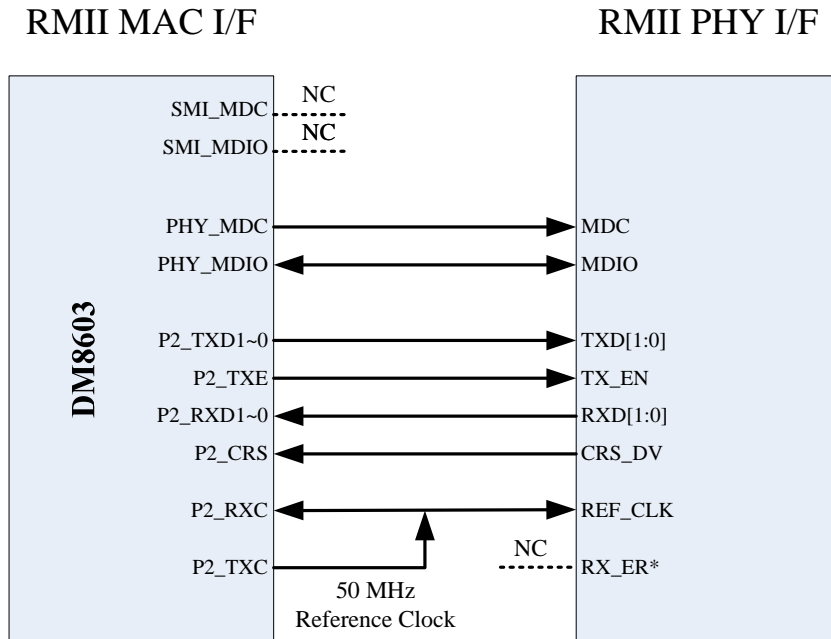 RMII MAC I/F
RMII PHY I/F
SMI_MDC
NC
SMI_MDIO
NC
PHY_MDC
MDC
PHY_MDIO
MDIO
DM8603
P2_TXD1~0
TXD[1:0]
P2_TXE
TX_EN
P2_RXD1~0
RXD[1:0]
P2_CRS
CRS_DV
P2_RXC
REF_CLK
P2_TXC
NC
RX_ER*
50 MHz
Reference Clock